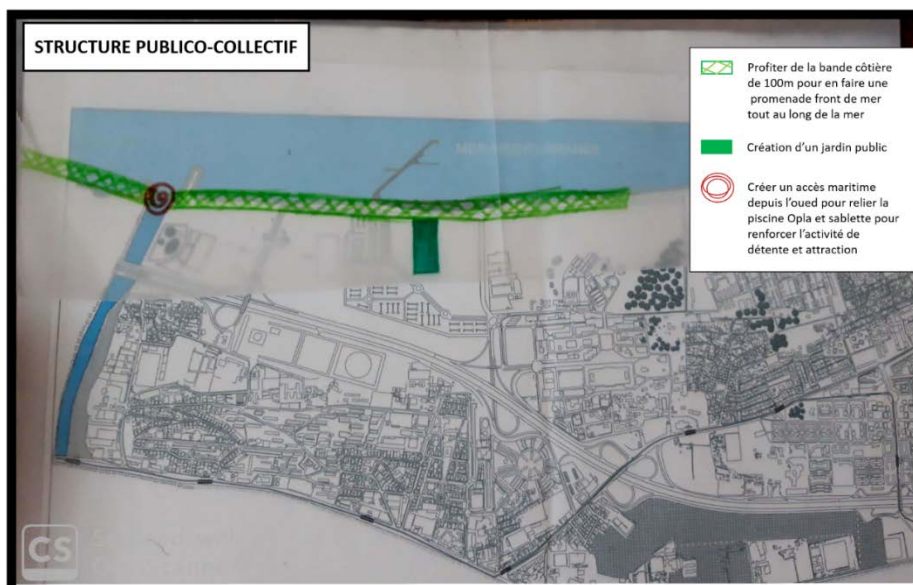 STRUCTURE PUBLICO-COLLECTIF
Profiter de la bande côtière
de 100m pour en faire une
promenade front de mer
tout au long de la mer
Création d'un jardin public
Créer un accès maritime
depuis l'oued pour relier la
piscine Opla et sablette pour
renforcer l'activité de
détente et attraction
CS